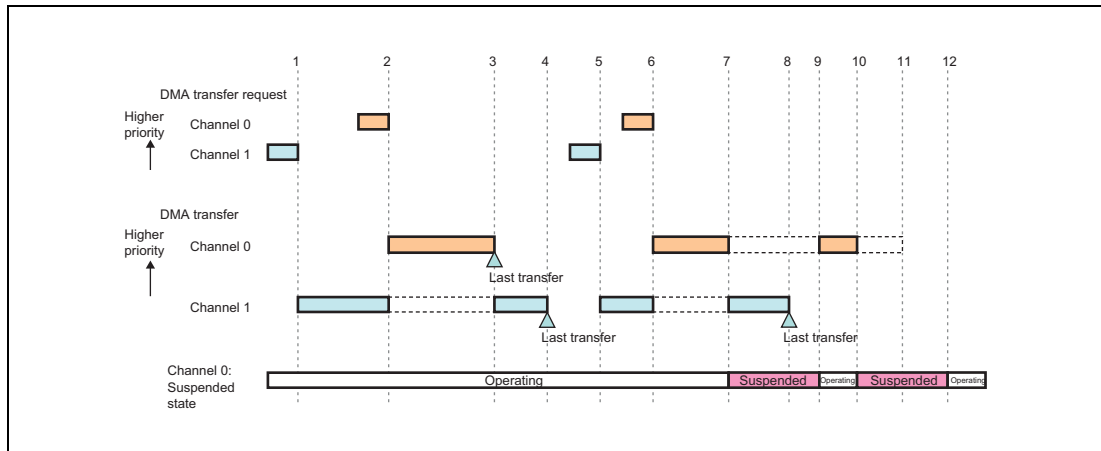 1 2 3 4 5 6 7 8 9 10 11 12
DMA transfer request
Higher
priority
Channel 0
Channel 1
DMA transfer
Higher
priority
Channel 0
Last transfer
Channel 1
Last transfer
Last transfer
Channel 0:
Suspended
state
Operating
Suspended
Operating
Suspended
Operating